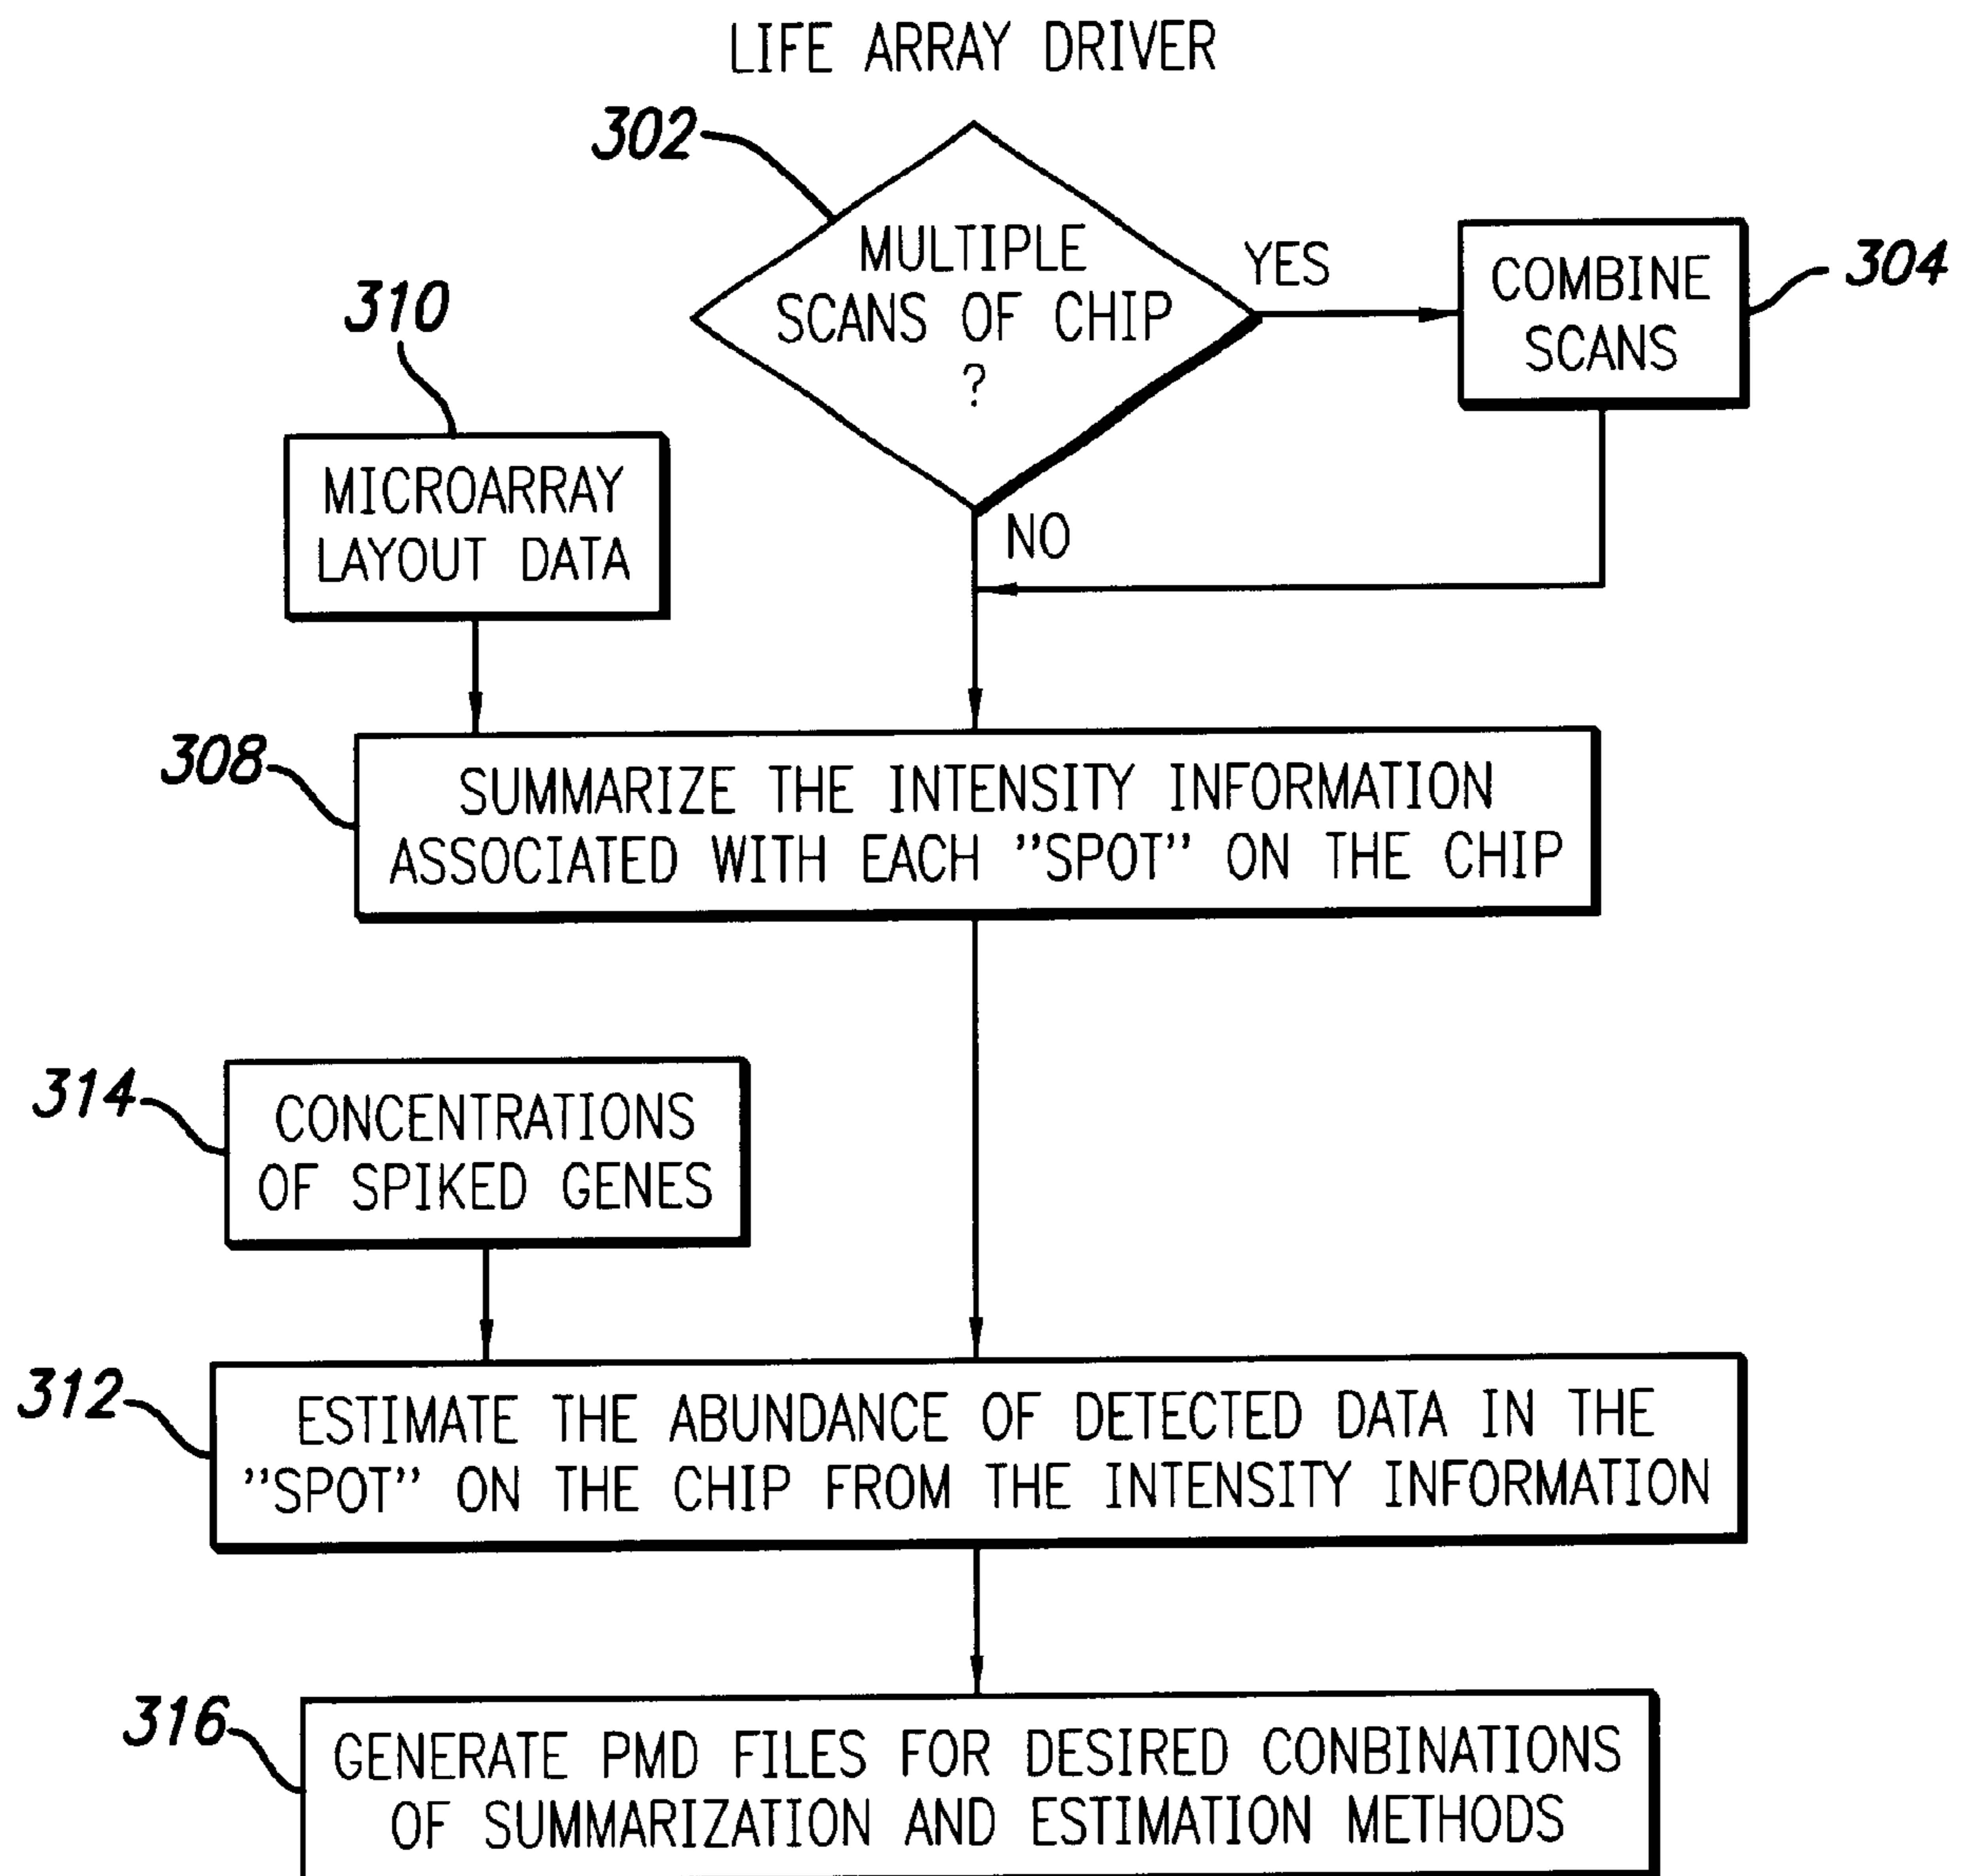 LIFE ARRAY DRIVER
302
MULTIPLE
SCANS OF CHIP
?
YES
COMBINE
SCANS
304
310
MICROARRAY
LAYOUT DATA
NO
308
SUMMARIZE THE INTENSITY INFORMATION
ASSOCIATED WITH EACH ”SPOT” ON THE CHIP
314
CONCENTRATIONS
OF SPIKED GENES
312
ESTIMATE THE ABUNDANCE OF DETECTED DATA IN THE
”SPOT” ON THE CHIP FROM THE INTENSITY INFORMATION
316
GENERATE PMD FILES FOR DESIRED CONBINATIONS
OF SUMMARIZATION AND ESTIMATION METHODS